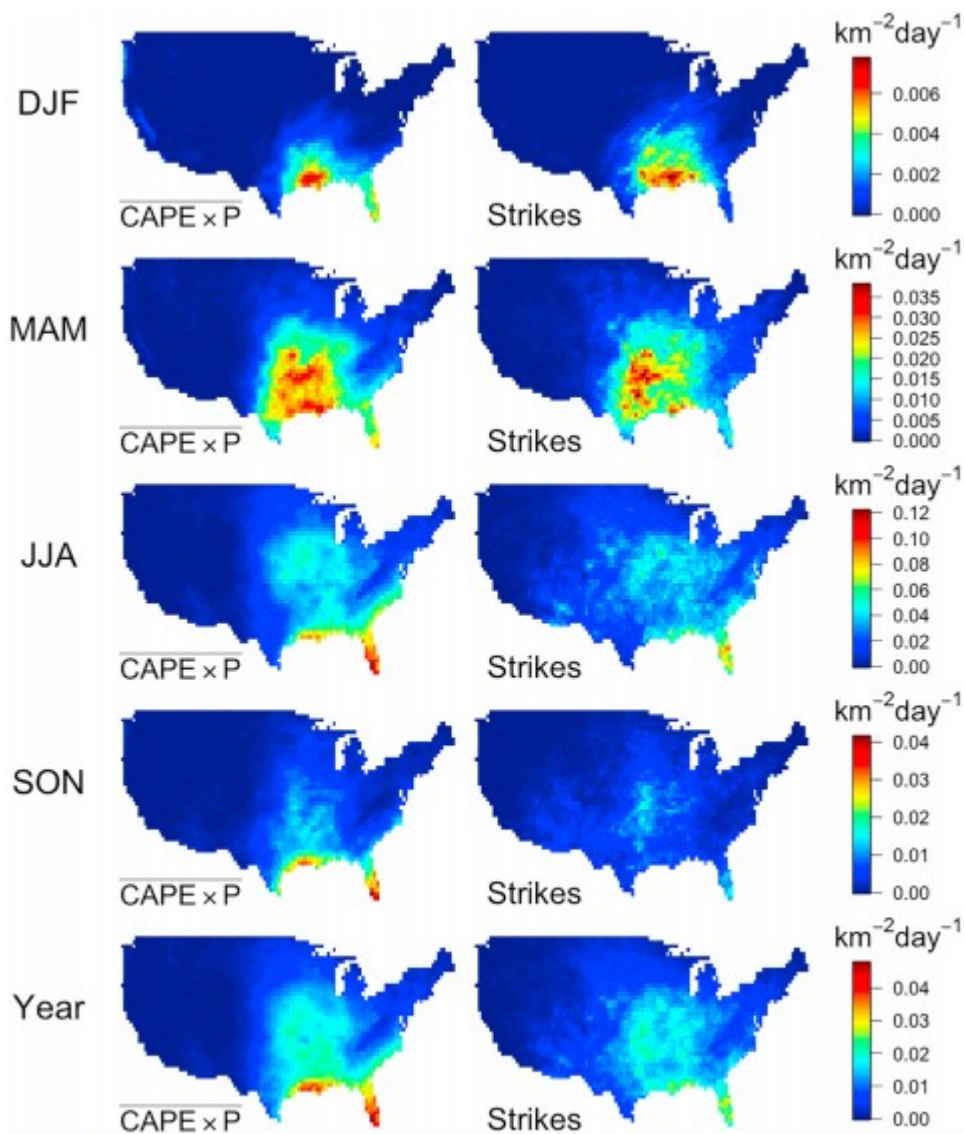 km⁻²day⁻¹
DJF
0.006
0.004
0.002
0.000
CAPE × P
Strikes
km⁻²day⁻¹
MAM
0.035
0.030
0.025
0.020
0.015
0.010
0.005
0.000
CAPE × P
Strikes
km⁻²day⁻¹
JJA
0.12
0.10
0.08
0.06
0.04
0.02
0.00
CAPE × P
Strikes
km⁻²day⁻¹
SON
0.04
0.03
0.02
0.01
0.00
CAPE × P
Strikes
km⁻²day⁻¹
Year
0.04
0.03
0.02
0.01
0.00
CAPE × P
Strikes